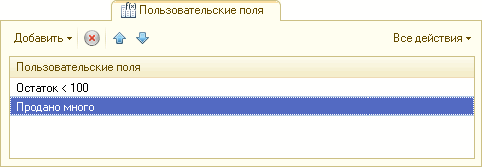 Пользовательские поля
Добавить
Все действия
Пользовательские поля
Остаток < 100
Продано много